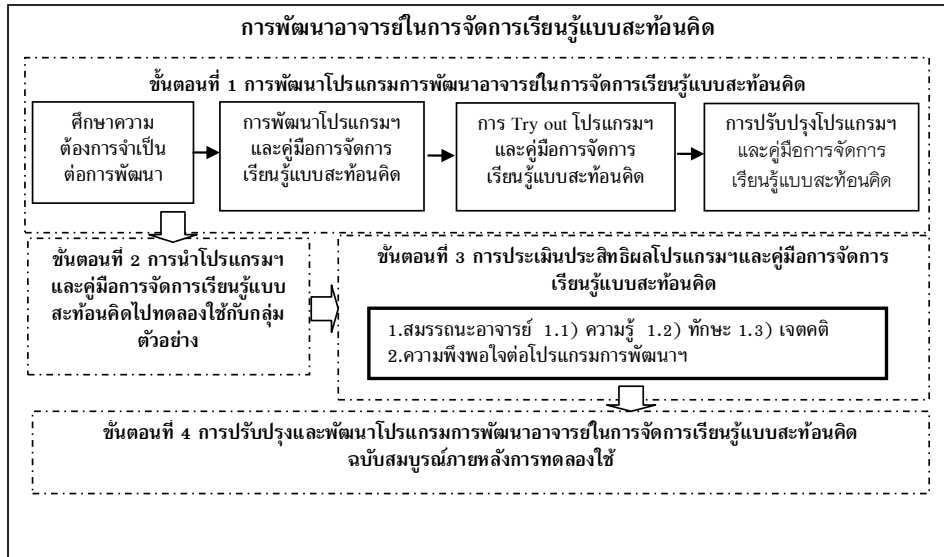 การพัฒนาอาจารย์ในการจัดการเรียนรู้แบบสะท้อนคิด
ขั้นตอนที่ 1 การพัฒนาโปรแกรมการพัฒนาอาจารย์ในการจัดการเรียนรู้แบบสะท้อนคิด
ศึกษาความ
ต้องการจำเป็น
ต่อการพัฒนา
การพัฒนาโปรแกรมฯ
และคู่มือการจัดการ
เรียนรู้แบบสะท้อนคิด
การ Try out โปรแกรมฯ
และคู่มือการจัดการ
เรียนรู้แบบสะท้อนคิด
การปรับปรุงโปรแกรมฯ
และคู่มือการจัดการ
เรียนรู้แบบสะท้อนคิด
ขั้นตอนที่ 2 การนำโปรแกรมฯ
และคู่มือการจัดการเรียนรู้แบบ
สะท้อนคิดไปทดลองใช้กับกลุ่ม
ตัวอย่าง
ขั้นตอนที่ 3 การประเมินประสิทธิผลโปรแกรมฯและคู่มือการจัดการ
เรียนรู้แบบสะท้อนคิด
1.สมรรถนะอาจารย์ 1.1) ความรู้ 1.2) ทักษะ 1.3) เจตคติ
2.ความพึงพอใจต่อโปรแกรมการพัฒนาฯ
ขั้นตอนที่ 4 การปรับปรุงและพัฒนาโปรแกรมการพัฒนาอาจารย์ในการจัดการเรียนรู้แบบสะท้อนคิด
ฉบับสมบูรณ์ภายหลังการทดลองใช้